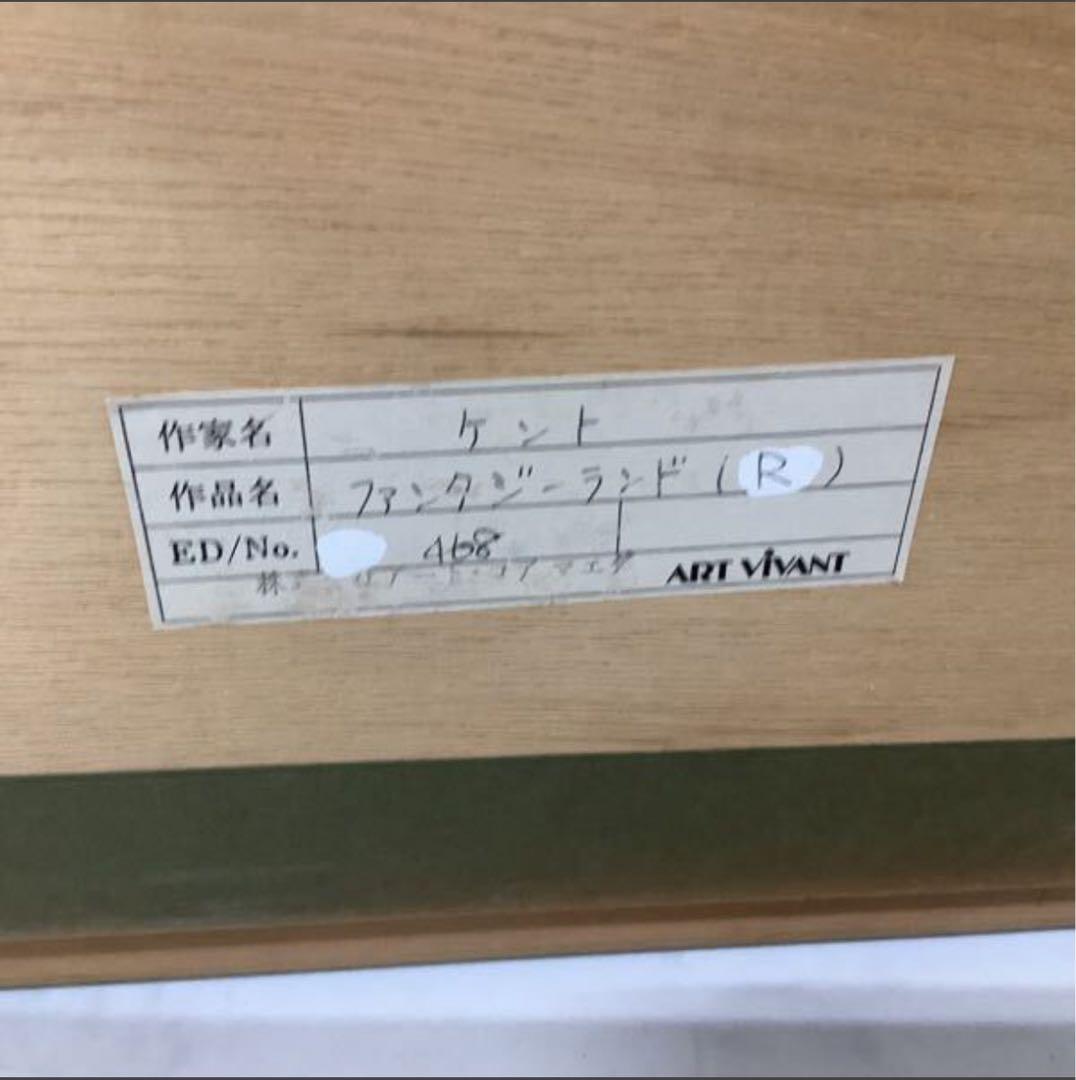 作家名 ケント
作品名 ファンタジーランド (R)
ED/No. 468
ART ViVANT